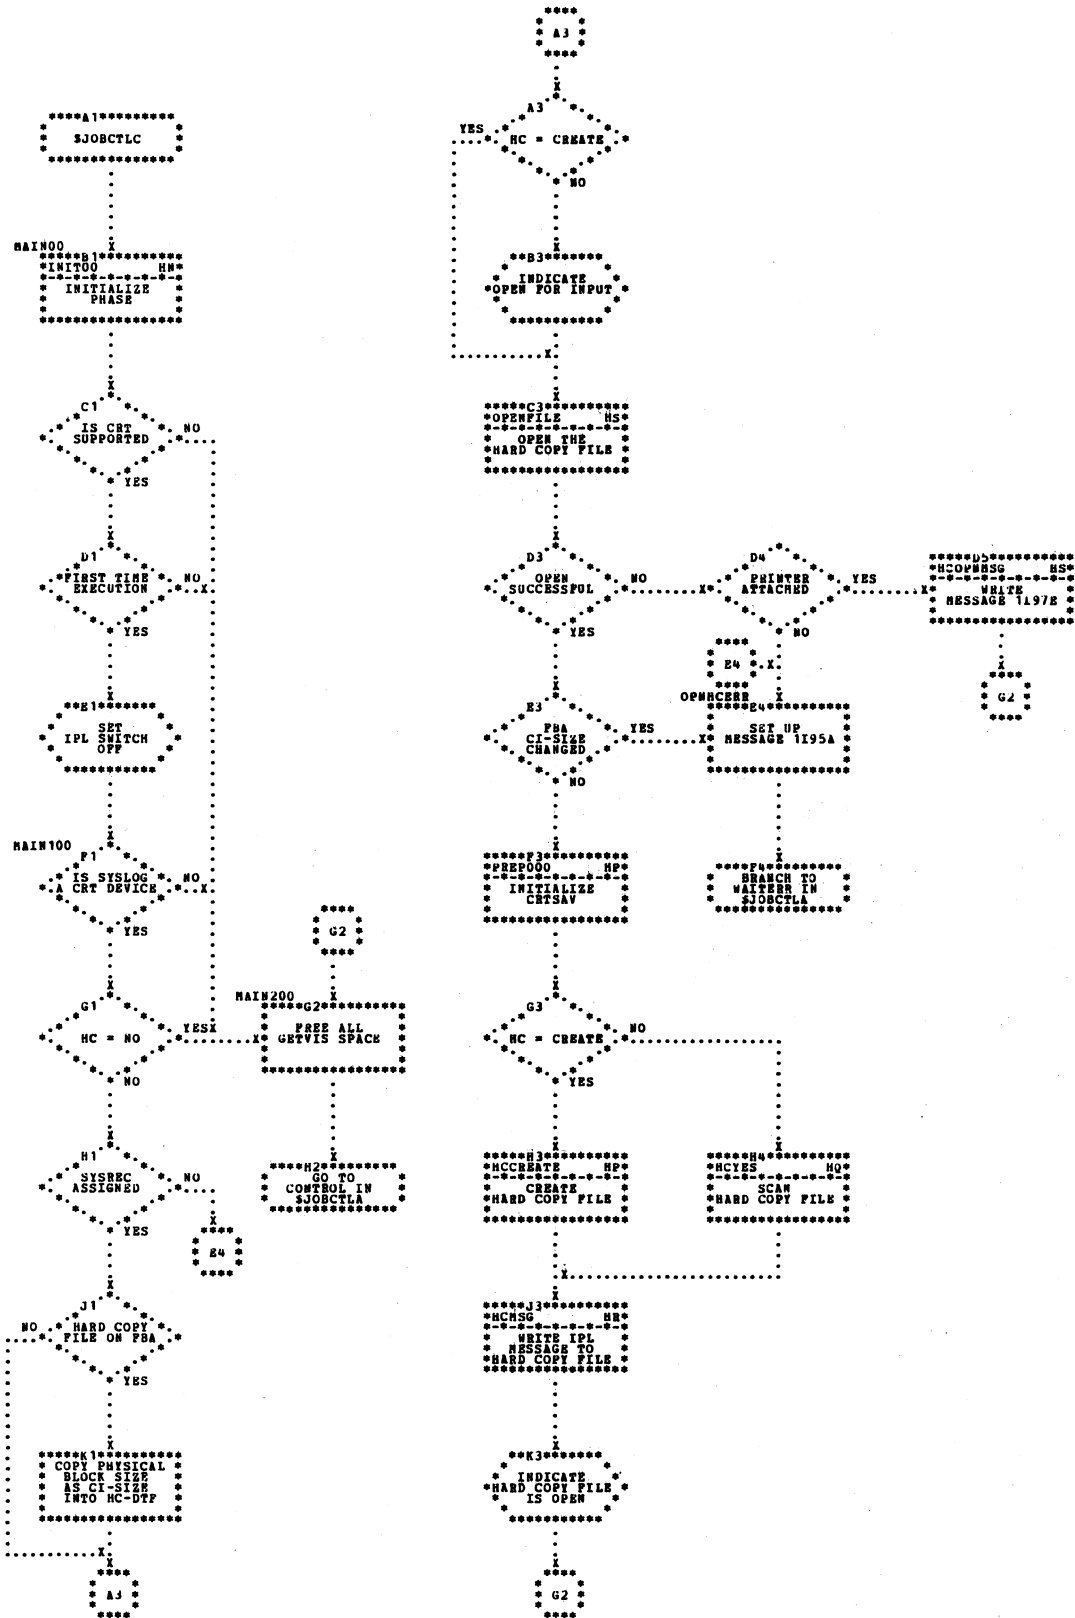 A1
$JOBCTLC
MAIN00
B1
INIT00 HN
INITIALIZE
PHASE
C1
IS CRT
SUPPORTED
NO
YES
D1
FIRST TIME
EXECUTION
NO
YES
E1
SET
IPL SWITCH
OFF
MAIN100
F1
IS SYSLOG
A CRT DEVICE
NO
YES
G1
HC = NO
YES
NO
H1
SYSREC
ASSIGNED
NO
YES
E4
J1
HARD COPY
FILE ON FBA
NO
YES
K1
COPY PHYSICAL
BLOCK SIZE
AS CI-SIZE
INTO HC-DTF
A3
G2
MAIN200
G2
FREE ALL
GETVIS SPACE
H2
GO TO
CONTROL IN
$JOBCTLA
A3
A3
HC = CREATE
YES
NO
B3
INDICATE
OPEN FOR INPUT
C3
OPENFILE HS
OPEN THE
HARD COPY FILE
D3
OPEN
SUCCESSFUL
NO
YES
E3
FBA
CI-SIZE
CHANGED
YES
NO
F3
PREP000 HP
INITIALIZE
CRTSAV
G3
HC = CREATE
NO
YES
H3
HCCREATE HP
CREATE
HARD COPY FILE
J3
HCMSG HR
WRITE IPL
MESSAGE TO
HARD COPY FILE
K3
INDICATE
HARD COPY FILE
IS OPEN
G2
D4
PRINTER
ATTACHED
YES
NO
E4
OPNHCERR
E4
SET UP
MESSAGE 1I95A
F4
BRANCH TO
WAITERR IN
$JOBCTLA
H4
HCYES HQ
SCAN
HARD COPY FILE
D5
HCOPNMSG HS
WRITE
MESSAGE 1I97E
G2